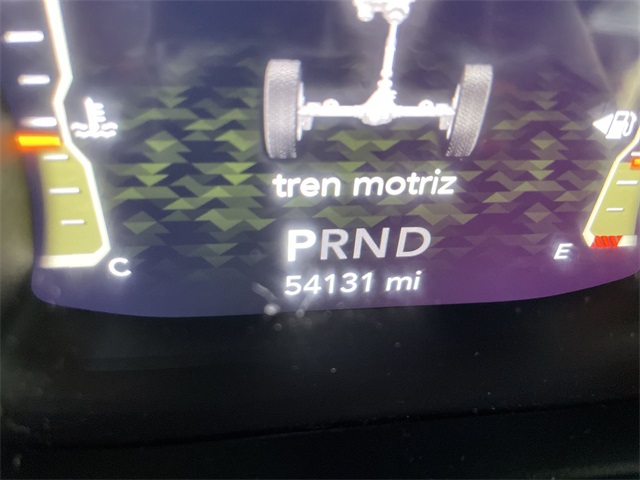 tren motriz
PRND
54131 mi
C
E